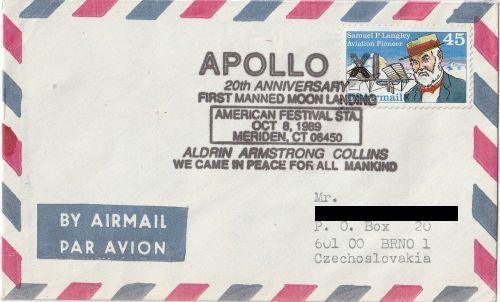 APOLLO XI
20th ANNIVERSARY
FIRST MANNED MOON LANDING
AMERICAN FESTIVAL STA.
OCT 8, 1989
MERIDEN, CT 06450
ALDRIN ARMSTRONG COLLINS
WE CAME IN PEACE FOR ALL MANKIND
Samuel P. Langley
Aviation Pioneer
45
Airmail
BY AIRMAIL
PAR AVION
Mr.
P. O. Box 20
601 00 BRNO 1
Czechoslovakia